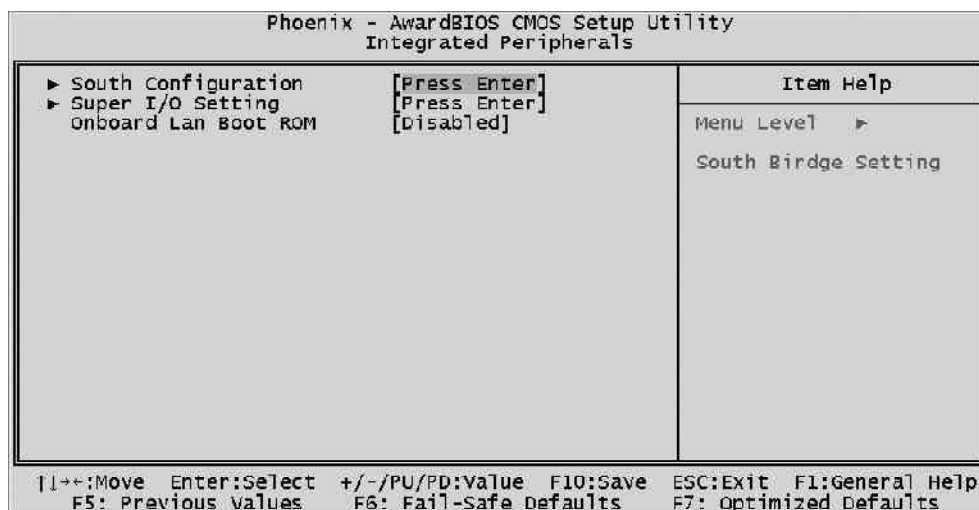 Phoenix - AwardBIOS CMOS Setup Utility
Integrated Peripherals
► South Configuration [Press Enter]
► Super I/O Setting [Press Enter]
Onboard Lan Boot ROM [Disabled]
Item Help
Menu Level ►
South Birdge Setting
↑↓→←:Move Enter:Select +/-/PU/PD:Value F10:Save ESC:Exit F1:General Help
F5: Previous Values F6: Fail-Safe Defaults F7: Optimized Defaults